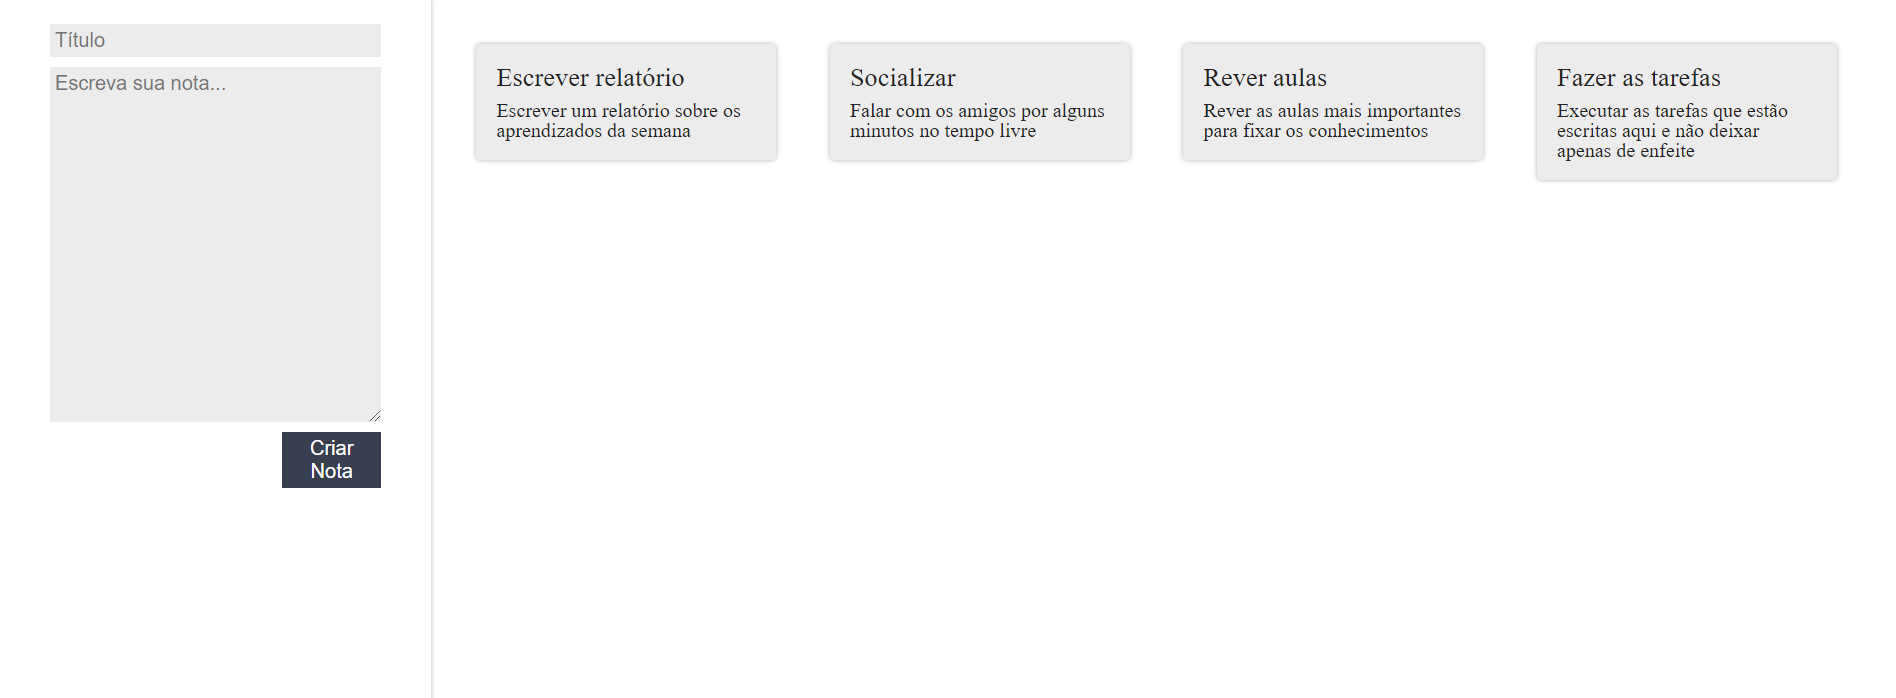 Título
Escreva sua nota...
Criar
Nota
Escrever relatório
Escrever um relatório sobre os
aprendizados da semana
Socializar
Falar com os amigos por alguns
minutos no tempo livre
Rever aulas
Rever as aulas mais importantes
para fixar os conhecimentos
Fazer as tarefas
Executar as tarefas que estão
escritas aqui e não deixar
apenas de enfeite